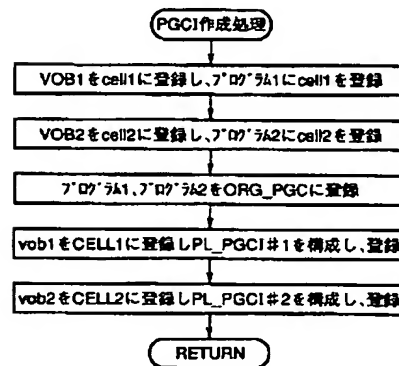 PGCI作成処理
VOB1をcell1に登録し、プログラム1にcell1を登録
VOB2をcell2に登録し、プログラム2にcell2を登録
プログラム1、プログラム2をORG_PGCに登録
vob1をCELL1に登録しPL_PGCI#1を構成し、登録
vob2をCELL2に登録しPL_PGCI#2を構成し、登録
RETURN